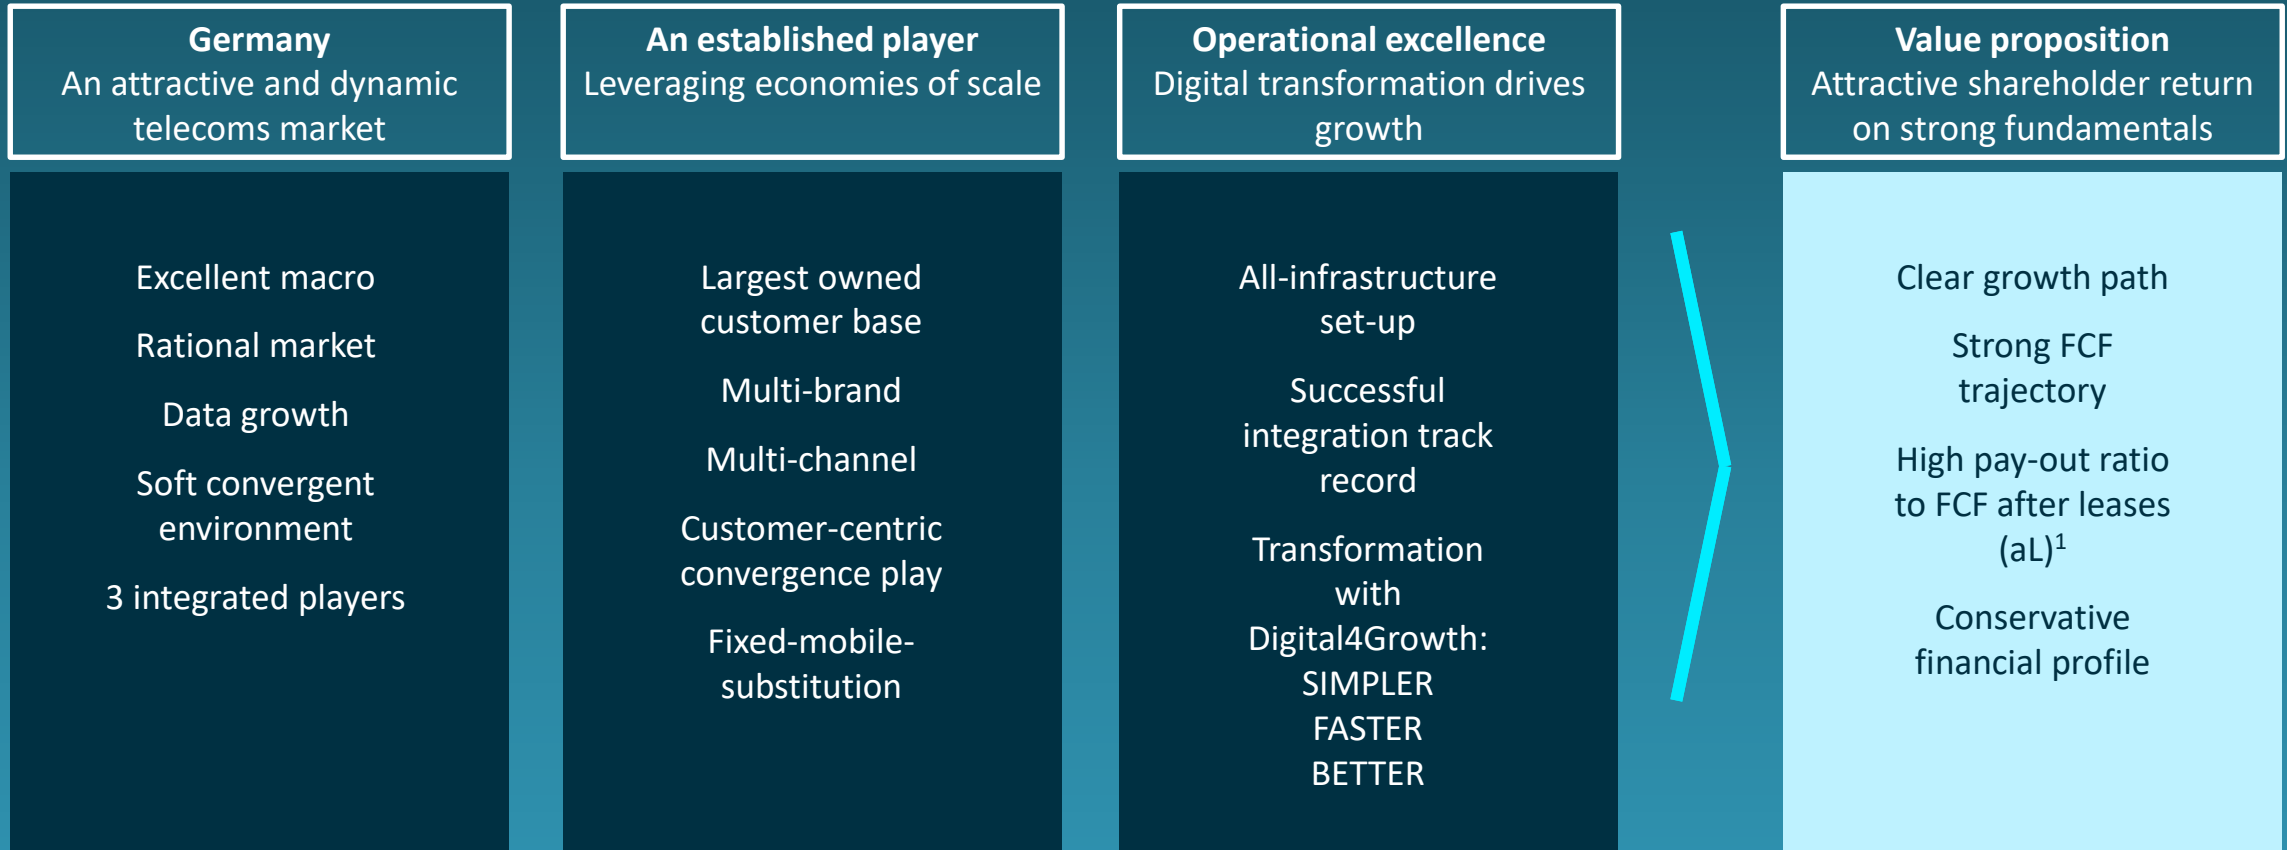 Germany
An attractive and dynamic
telecoms market
Excellent macro
Rational market
Data growth
Soft convergent
environment
3 integrated players
An established player
Leveraging economies of scale
Largest owned
customer base
Multi-brand
Multi-channel
Customer-centric
convergence play
Fixed-mobile-
substitution
Operational excellence
Digital transformation drives
growth
All-infrastructure
set-up
Successful
integration track
record
Transformation
with
Digital4Growth:
SIMPLER
FASTER
BETTER
Value proposition
Attractive shareholder return
on strong fundamentals
Clear growth path
Strong FCF
trajectory
High pay-out ratio
to FCF after leases
(aL)¹
Conservative
financial profile